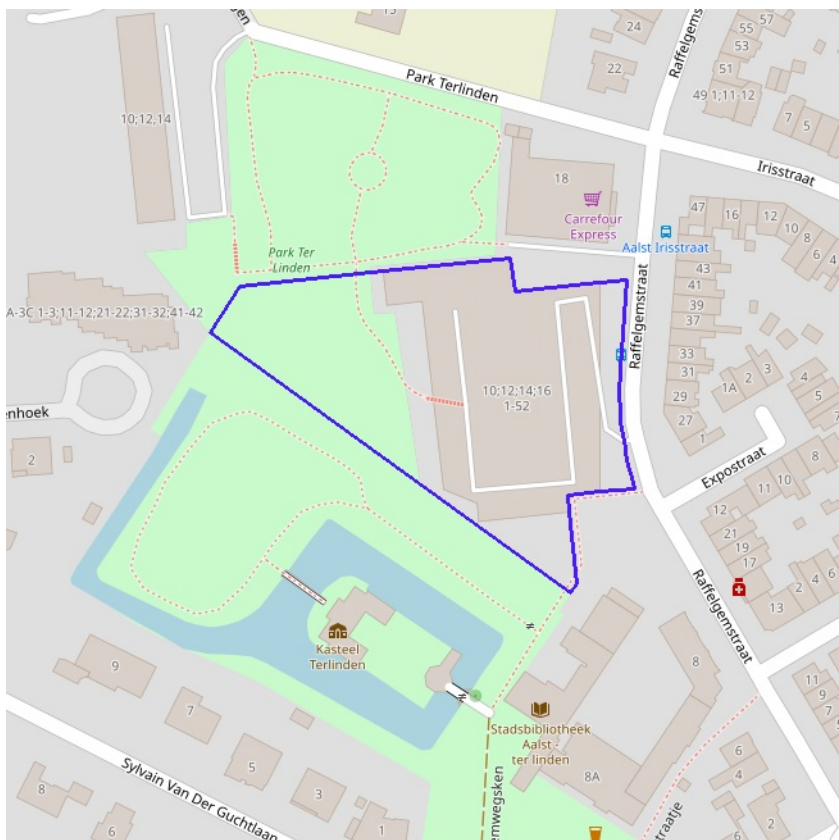 13
24
57
55
53
51
22
49 1;11-12
7
5
Raffelgems
Park Terlinden
10;12,14
Irisstraat
18
Carrefour
Express
Aalst Irisstraat
47
16
12
10
8
6
4
Park Ter
Linden
43
41
39
37
33
31
29
27
1
Raffelgemstraat
A-3C 1-3;11-12;21-22;31-32;41-42
10;12;14;16
1-52
1A
2
3
4
5
6
enhoek
2
Expostraat
8
10
11
12
21
19
17
13
2
4
6
Raffelgemstraat
Kasteel
Terlinden
9
7
5
3
1
8
6
Sylvain Van Der Guchtlaan
Stadsbibliotheek
Aalst -
ter linden
8A
8
6
4
2
11
9
7
5
emwegsken
straatje